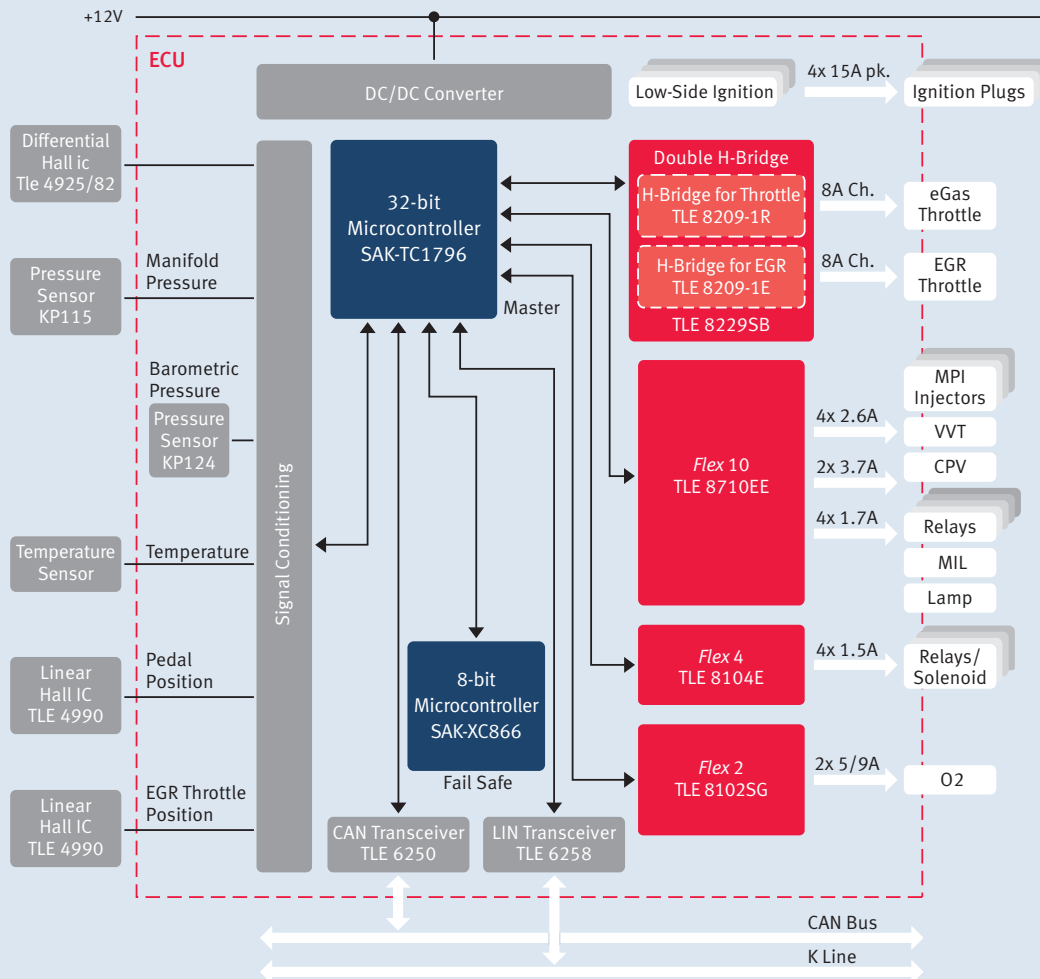 +12V
ECU
DC/DC Converter
Low-Side Ignition
4x 15A pk.
Ignition Plugs
Differential
Hall ic
Tle 4925/82
32-bit
Microcontroller
SAK-TC1796
Master
Double H-Bridge
H-Bridge for Throttle
TLE 8209-1R
H-Bridge for EGR
TLE 8209-1E
TLE 8229SB
8A Ch.
eGas
Throttle
8A Ch.
EGR
Throttle
Pressure
Sensor
KP115
Manifold
Pressure
Barometric
Pressure
Pressure
Sensor
KP124
Signal Conditioning
Flex 10
TLE 8710EE
4x 2.6A
2x 3.7A
4x 1.7A
MPI
Injectors
VVT
CPV
Relays
MIL
Lamp
Temperature
Sensor
Temperature
Linear
Hall IC
TLE 4990
Pedal
Position
8-bit
Microcontroller
SAK-XC866
Fail Safe
Flex 4
TLE 8104E
4x 1.5A
Relays/
Solenoid
Flex 2
TLE 8102SG
2x 5/9A
O2
Linear
Hall IC
TLE 4990
EGR Throttle
Position
CAN Transceiver
TLE 6250
LIN Transceiver
TLE 6258
CAN Bus
K Line